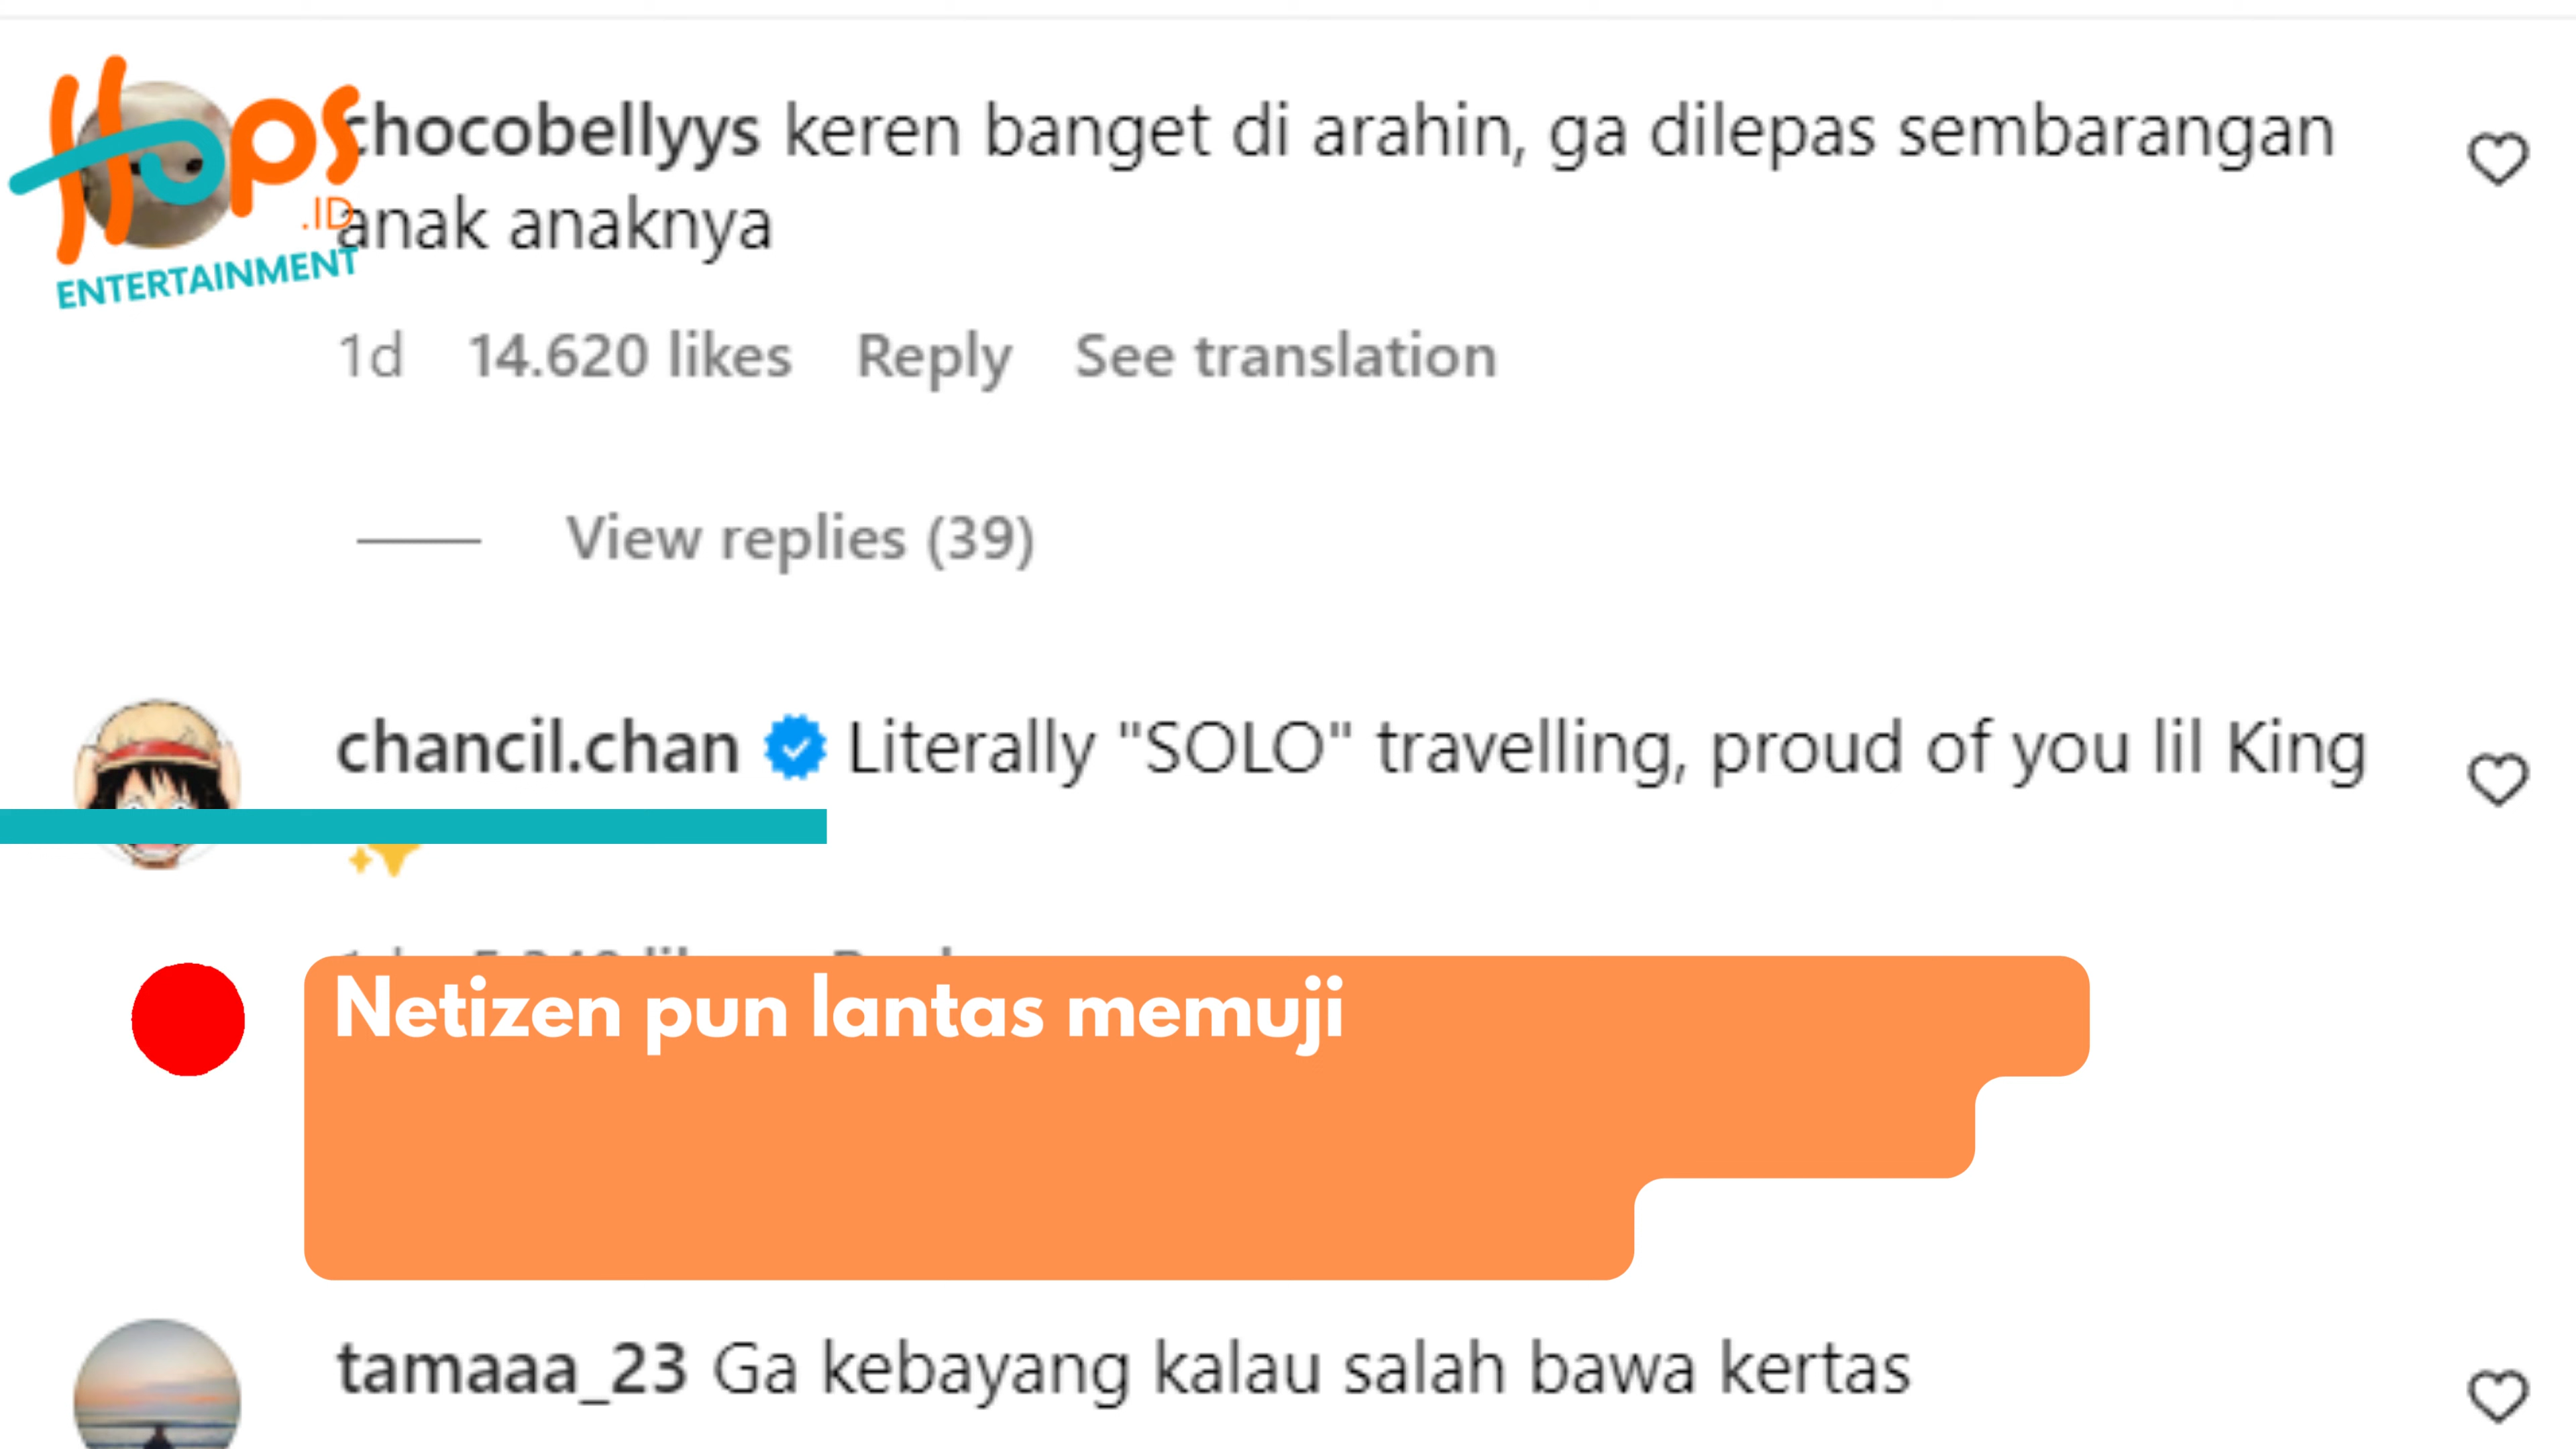 Hops
.ID
ENTERTAINMENT
chocobellyys keren banget di arahin, ga dilepas sembarangan
anak anaknya
1d 14.620 likes Reply See translation
View replies (39)
chancil.chan Literally "SOLO" travelling, proud of you lil King
Netizen pun lantas memuji
tamaaa_23 Ga kebayang kalau salah bawa kertas